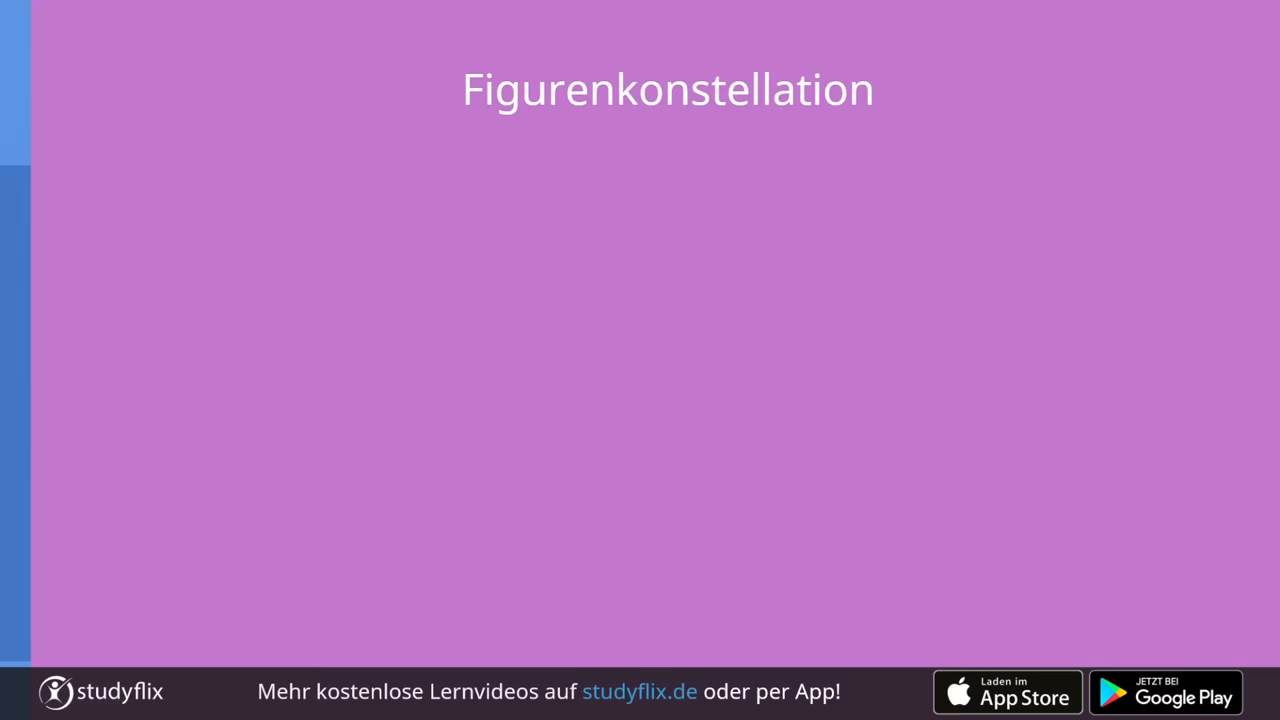 Figurenkonstellation
studyflix
Mehr kostenlose Lernvideos auf studyflix.de oder per App!
Laden im
App Store
JETZT BEI
Google Play